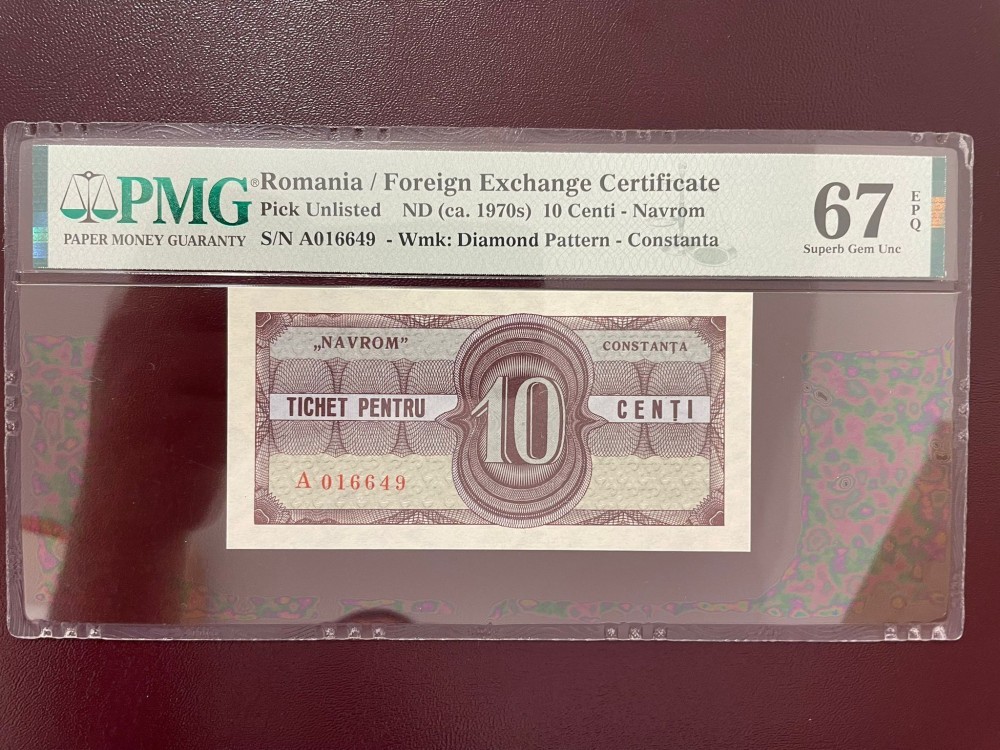 PMG®
PAPER MONEY GUARANTY
Romania / Foreign Exchange Certificate
Pick Unlisted ND (ca. 1970s) 10 Centi - Navrom
S/N A016649 - Wmk: Diamond Pattern - Constanta
67
EPQ
Superb Gem Unc
„NAVROM”
CONSTANȚA
TICHET PENTRU 10 CENȚI
A 016649